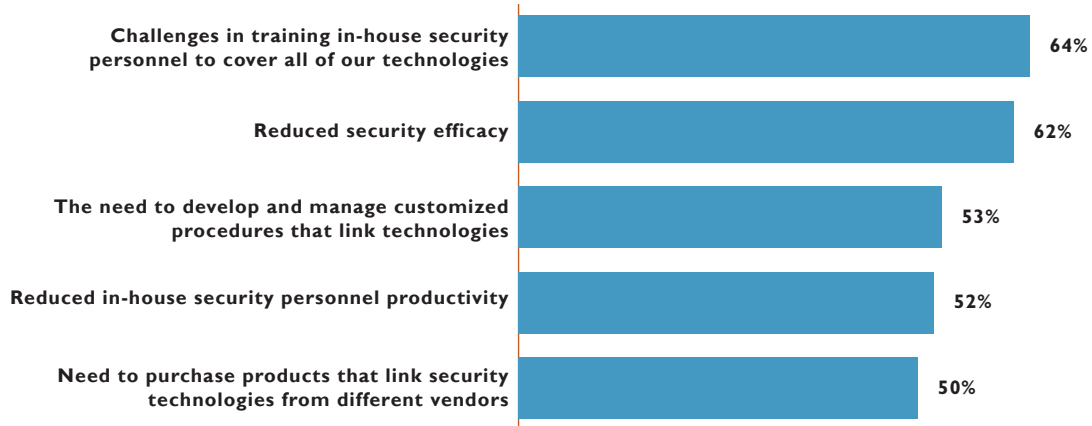 Challenges in training in-house security
personnel to cover all of our technologies
64%
Reduced security efficacy
62%
The need to develop and manage customized
procedures that link technologies
53%
Reduced in-house security personnel productivity
52%
Need to purchase products that link security
technologies from different vendors
50%